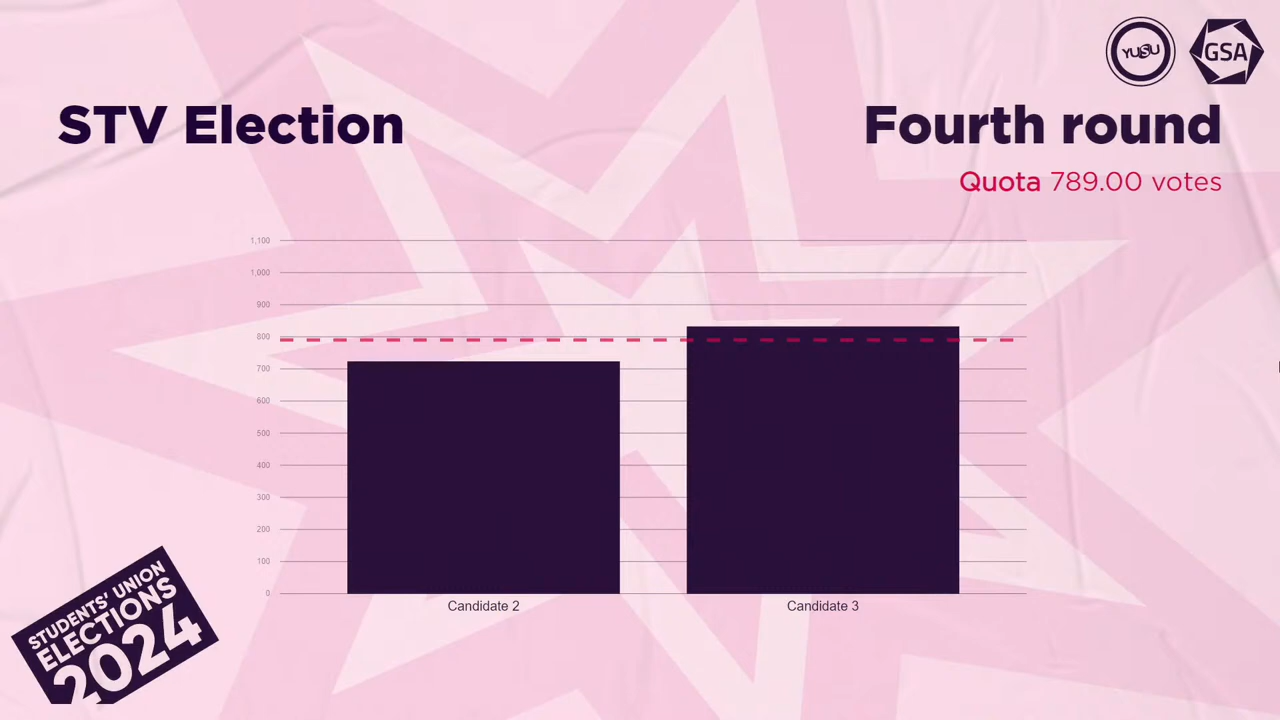 YUSU
GSA
STV Election
Fourth round
Quota 789.00 votes
1,100
1,000
900
800
700
600
500
400
300
200
100
0
Candidate 2
Candidate 3
STUDENTS' UNION
ELECTIONS
2024